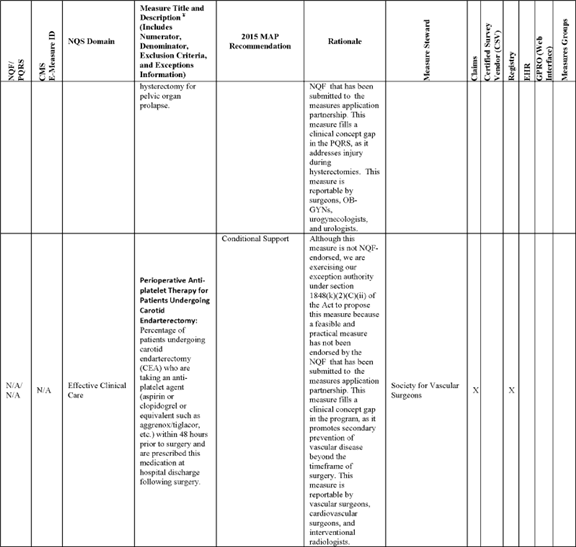 NQF/
PQRS
CMS
E-Measure ID
NQS Domain
Measure Title and
Description ¥
(Includes
Numerator,
Denominator,
Exclusion Criteria,
and Exceptions
Information)
2015 MAP
Recommendation
Rationale
Measure Steward
Claims
Certified Survey
Vendor (CSV)
Registry
EHR
GPRO (Web
Interface)
Measures Groups
hysterectomy for
pelvic organ
prolapse.
NQF that has been
submitted to the
measures application
partnership. This
measure fills a
clinical concept gap
in the PQRS, as it
addresses injury
during
hysterectomies. This
measure is
reportable by
surgeons, OB-
GYNs,
urogynecologists,
and urologists.
N/A/
N/A
N/A
Effective Clinical
Care
Perioperative Anti-
platelet Therapy for
Patients Undergoing
Carotid
Endarterectomy:
Percentage of
patients undergoing
carotid
endarterectomy
(CEA) who are
taking an anti-
platelet agent
(aspirin or
clopidogrel or
equivalent such as
aggrenox/tiglacor,
etc.) within 48 hours
prior to surgery and
are prescribed this
medication at
hospital discharge
following surgery.
Conditional Support
Although this
measure is not NQF-
endorsed, we are
exercising our
exception authority
under section
1848(k)(2)(C)(ii) of
the Act to propose
this measure because
a feasible and
practical measure
has not been
endorsed by the
NQF that has been
submitted to the
measures application
partnership. This
measure fills a
clinical concept gap
in the program, as it
promotes secondary
prevention of
vascular disease
beyond the
timeframe of
surgery. This
measure is
reportable by
vascular surgeons,
cardiovascular
surgeons, and
interventional
radiologists.
Society for Vascular
Surgeons
X
X